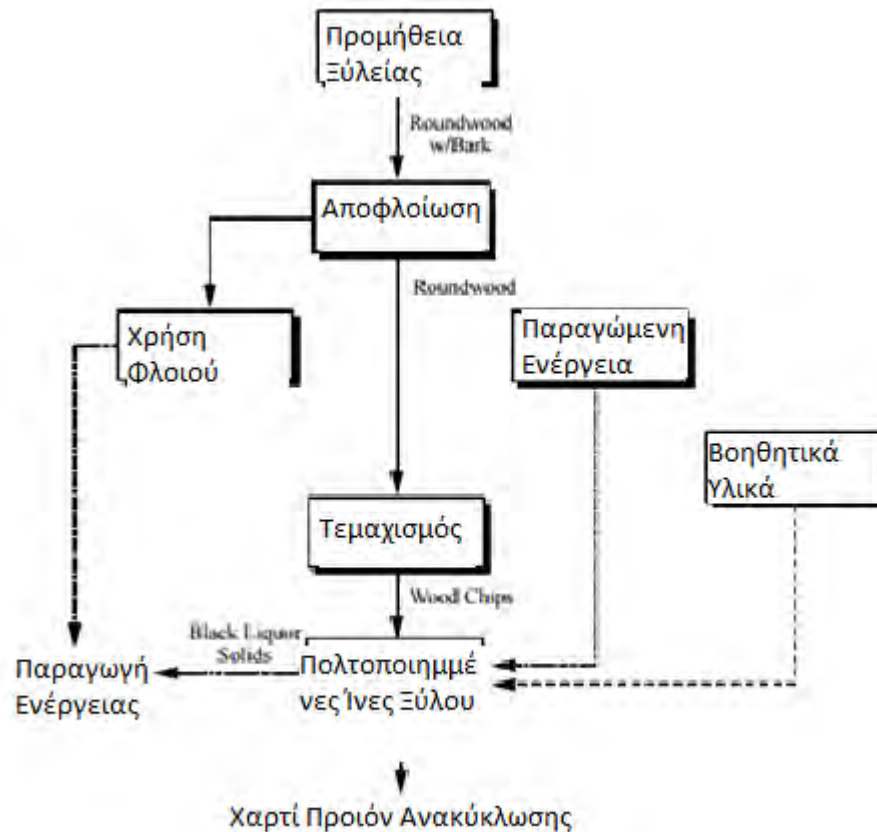 Προμήθεια
Ξύλείας
Roundwood
w/Bark
Αποφλοίωση
Roundwood
Χρήση
Φλοιού
Παραγώμενη
Ενέργεια
Βοηθητικά
Υλικά
Τεμαχισμός
Wood Chips
Black Liquor
Solids
Παραγωγή
Ενέργειας
Πολτοποιημμέ
νες Ίνες Ξύλου
Χαρτί Προιόν Ανακύκλωσης